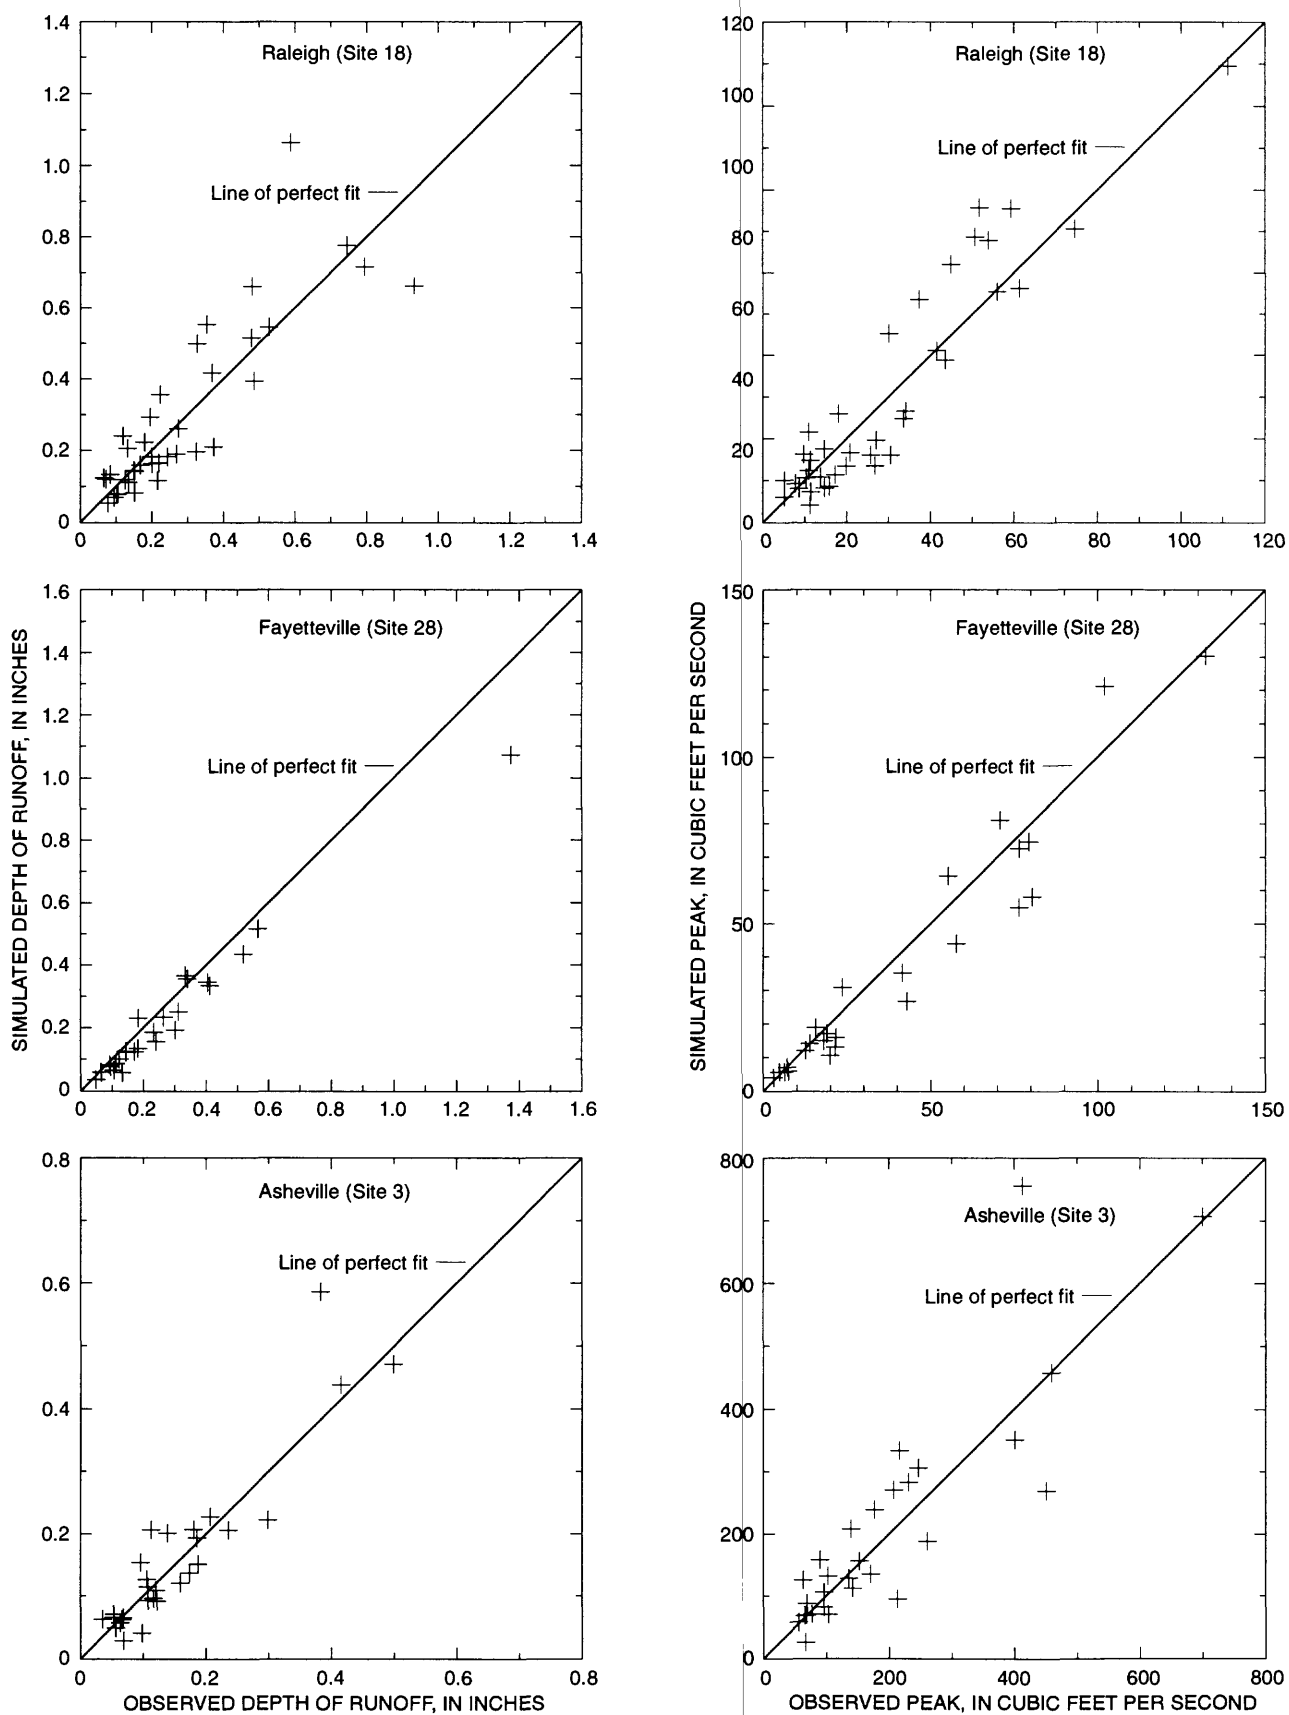 1.4
1.2
1.0
0.8
0.6
0.4
0.2
0
0 0.2 0.4 0.6 0.8 1.0 1.2 1.4
Raleigh (Site 18)
Line of perfect fit
120
100
100
80
60
40
20
0
0 20 40 60 80 100 120
Raleigh (Site 18)
Line of perfect fit
SIMULATED DEPTH OF RUNOFF, IN INCHES
1.6
1.4
1.2
1.0
0.8
0.6
0.4
0.2
0
0 0.2 0.4 0.6 0.8 1.0 1.2 1.4 1.6
Fayetteville (Site 28)
Line of perfect fit
SIMULATED PEAK, IN CUBIC FEET PER SECOND
150
100
50
0
0 50 100 150
Fayetteville (Site 28)
Line of perfect fit
0.8
0.6
0.4
0.2
0
0 0.2 0.4 0.6 0.8
Asheville (Site 3)
Line of perfect fit
OBSERVED DEPTH OF RUNOFF, IN INCHES
800
600
400
200
0
0 200 400 600 800
Asheville (Site 3)
Line of perfect fit
OBSERVED PEAK, IN CUBIC FEET PER SECOND